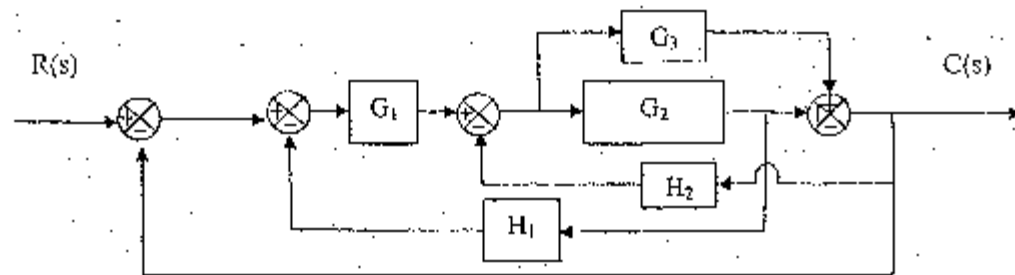 G₃
R(s)
C(s)
G₁
G₂
H₂
H₁
+
−
+
−
+
−
+